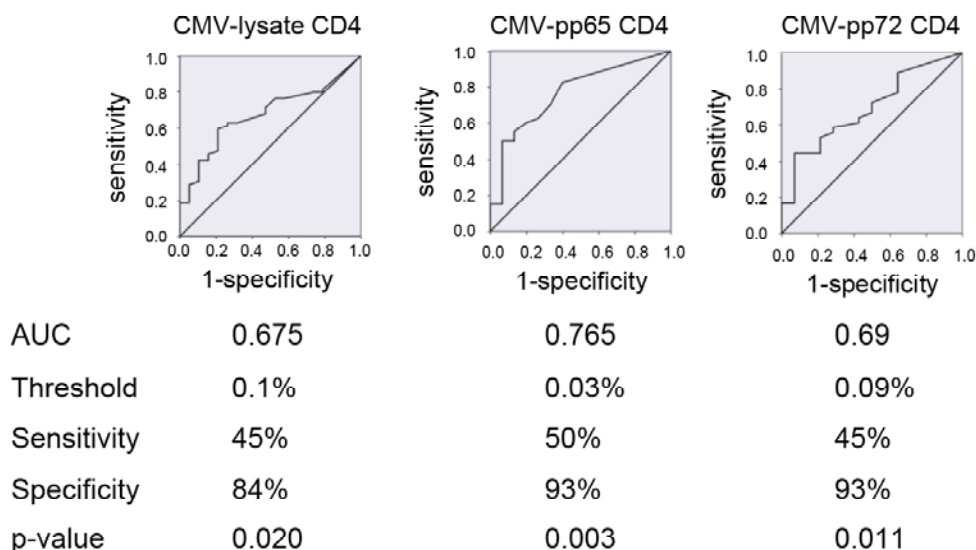 CMV-lysate CD4
CMV-pp65 CD4
CMV-pp72 CD4
sensitivity
1.0
0.8
0.6
0.4
0.2
0.0
0.0 0.2 0.4 0.6 0.8 1.0
1-specificity
sensitivity
1.0
0.8
0.6
0.4
0.2
0.0
0.0 0.2 0.4 0.6 0.8 1.0
1-specificity
sensitivity
1.0
0.8
0.6
0.4
0.2
0.0
0.0 0.2 0.4 0.6 0.8 1.0
1-specificity
AUC 0.675 0.765 0.69
Threshold 0.1% 0.03% 0.09%
Sensitivity 45% 50% 45%
Specificity 84% 93% 93%
p-value 0.020 0.003 0.011